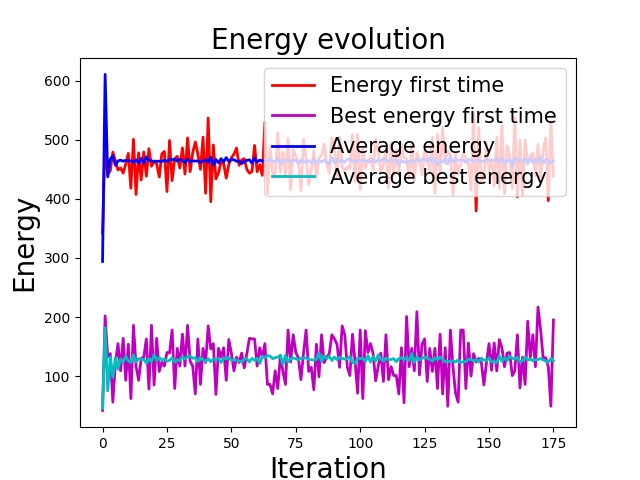 Energy evolution
Energy first time
Best energy first time
Average energy
Average best energy
Energy
600
500
400
300
200
100
0 25 50 75 100 125 150 175
Iteration